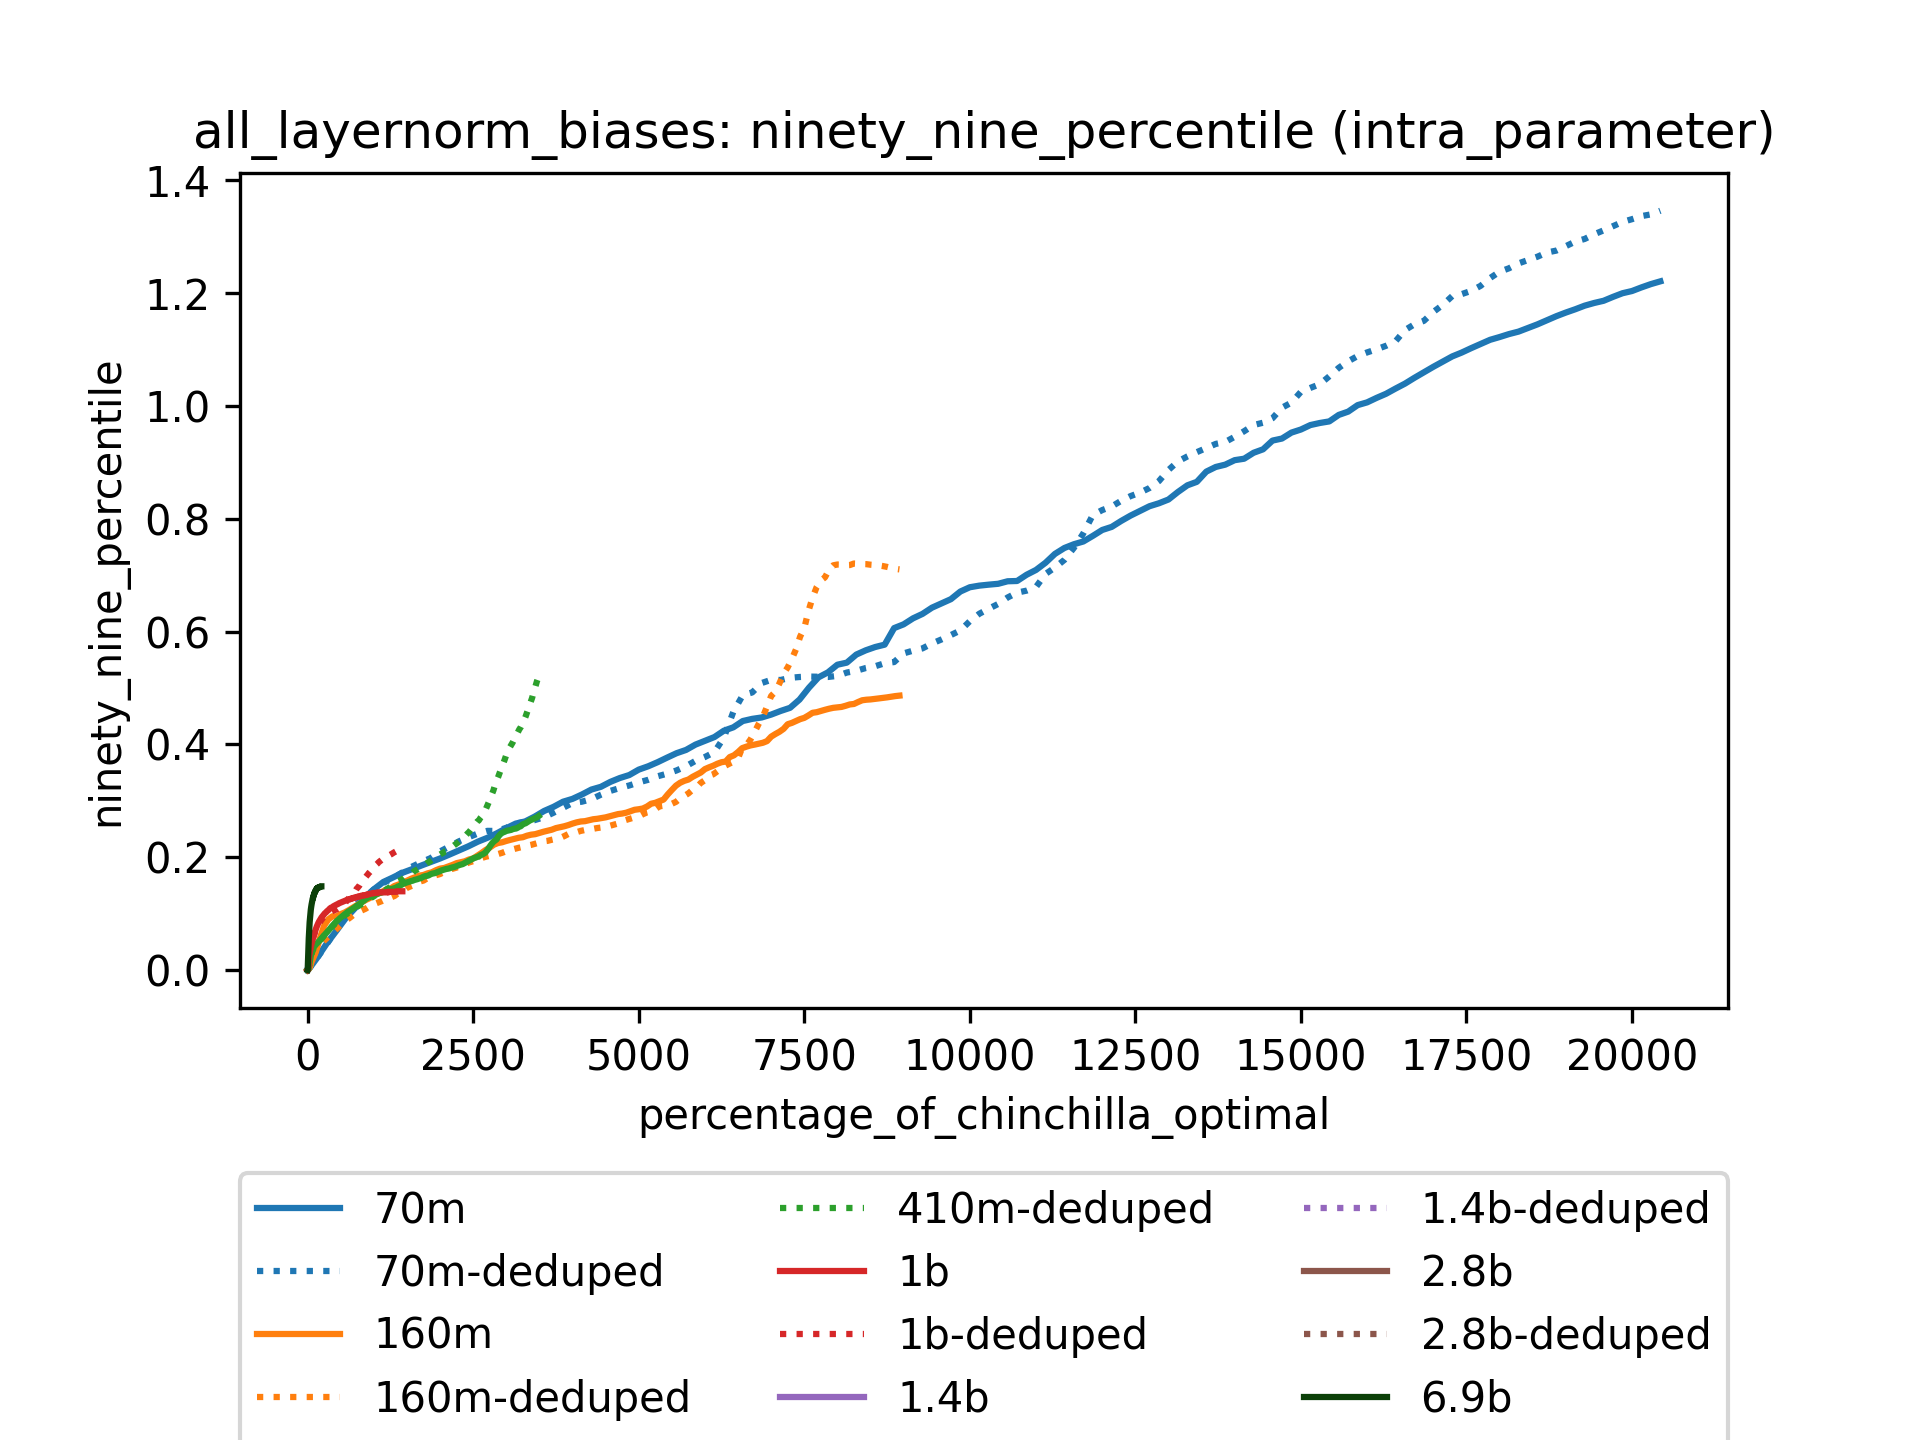 all_layernorm_biases: ninety_nine_percentile (intra_parameter)
1.4
1.2
1.0
0.8
0.6
0.4
0.2
0.0
ninety_nine_percentile
0 2500 5000 7500 10000 12500 15000 17500 20000
percentage_of_chinchilla_optimal
70m 410m-deduped 1.4b-deduped
70m-deduped 1b 2.8b
160m 1b-deduped 2.8b-deduped
160m-deduped 1.4b 6.9b